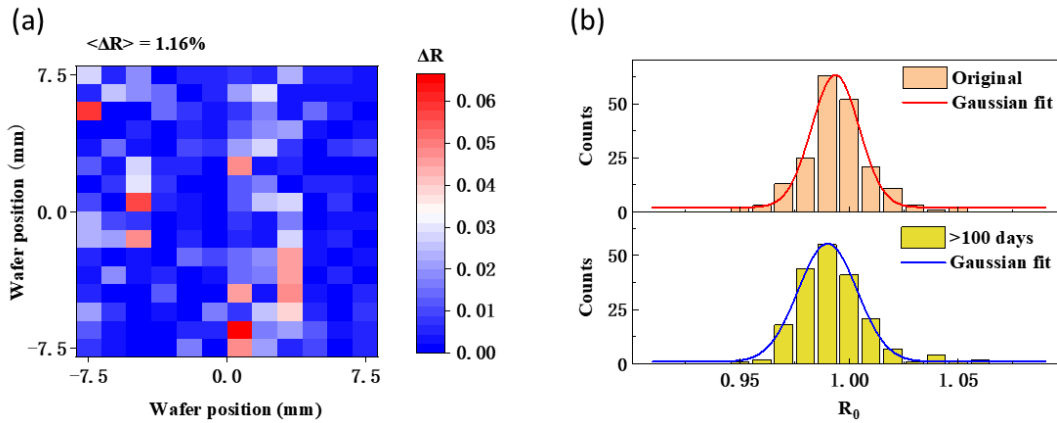 (a)
<ΔR> = 1.16%
7.5
0.0
−7.5
Wafer position (mm)
−7.5
0.0
7.5
Wafer position (mm)
ΔR
0.06
0.05
0.04
0.03
0.02
0.01
0.00
(b)
Original
Gaussian fit
50
25
0
Counts
>100 days
Gaussian fit
50
25
0
Counts
0.95
1.00
1.05
R₀